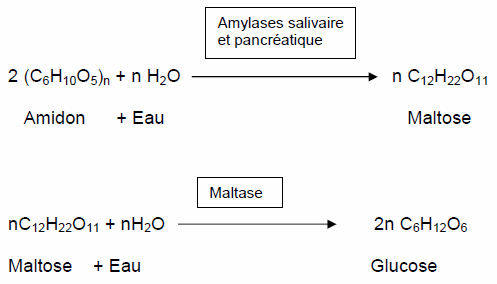 Amylases salivaire
et pancréatique
2 (C₆H₁₀O₅)ₙ + n H₂O n C₁₂H₂₂O₁₁
Amidon + Eau Maltose
Maltase
nC₁₂H₂₂O₁₁ + nH₂O 2n C₆H₁₂O₆
Maltose + Eau Glucose